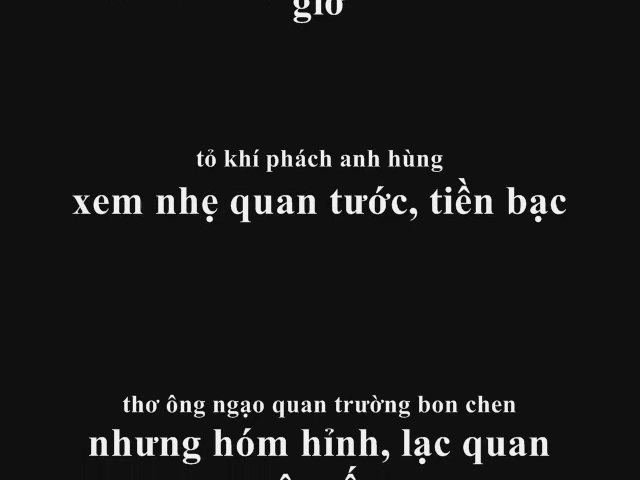 giờ
tỏ khí phách anh hùng
xem nhẹ quan tước, tiền bạc
thơ ông ngạo quan trường bon chen
nhưng hóm hỉnh, lạc quan